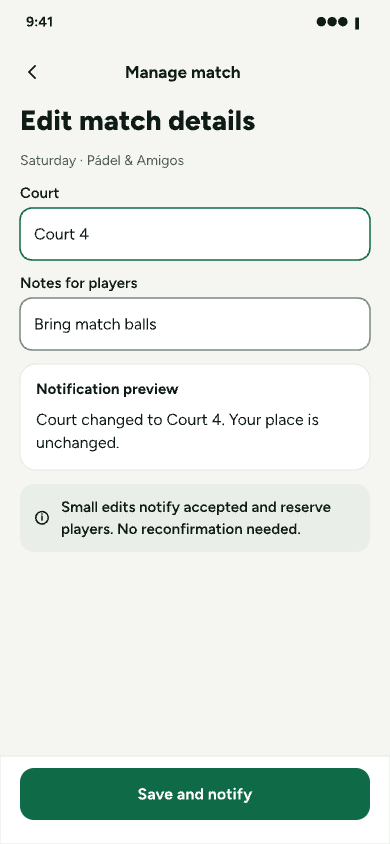 9:41
Manage match
Edit match details
Saturday · Pádel & Amigos
Court
Court 4
Notes for players
Bring match balls
Notification preview
Court changed to Court 4. Your place is
unchanged.
Small edits notify accepted and reserve
players. No reconfirmation needed.
Save and notify